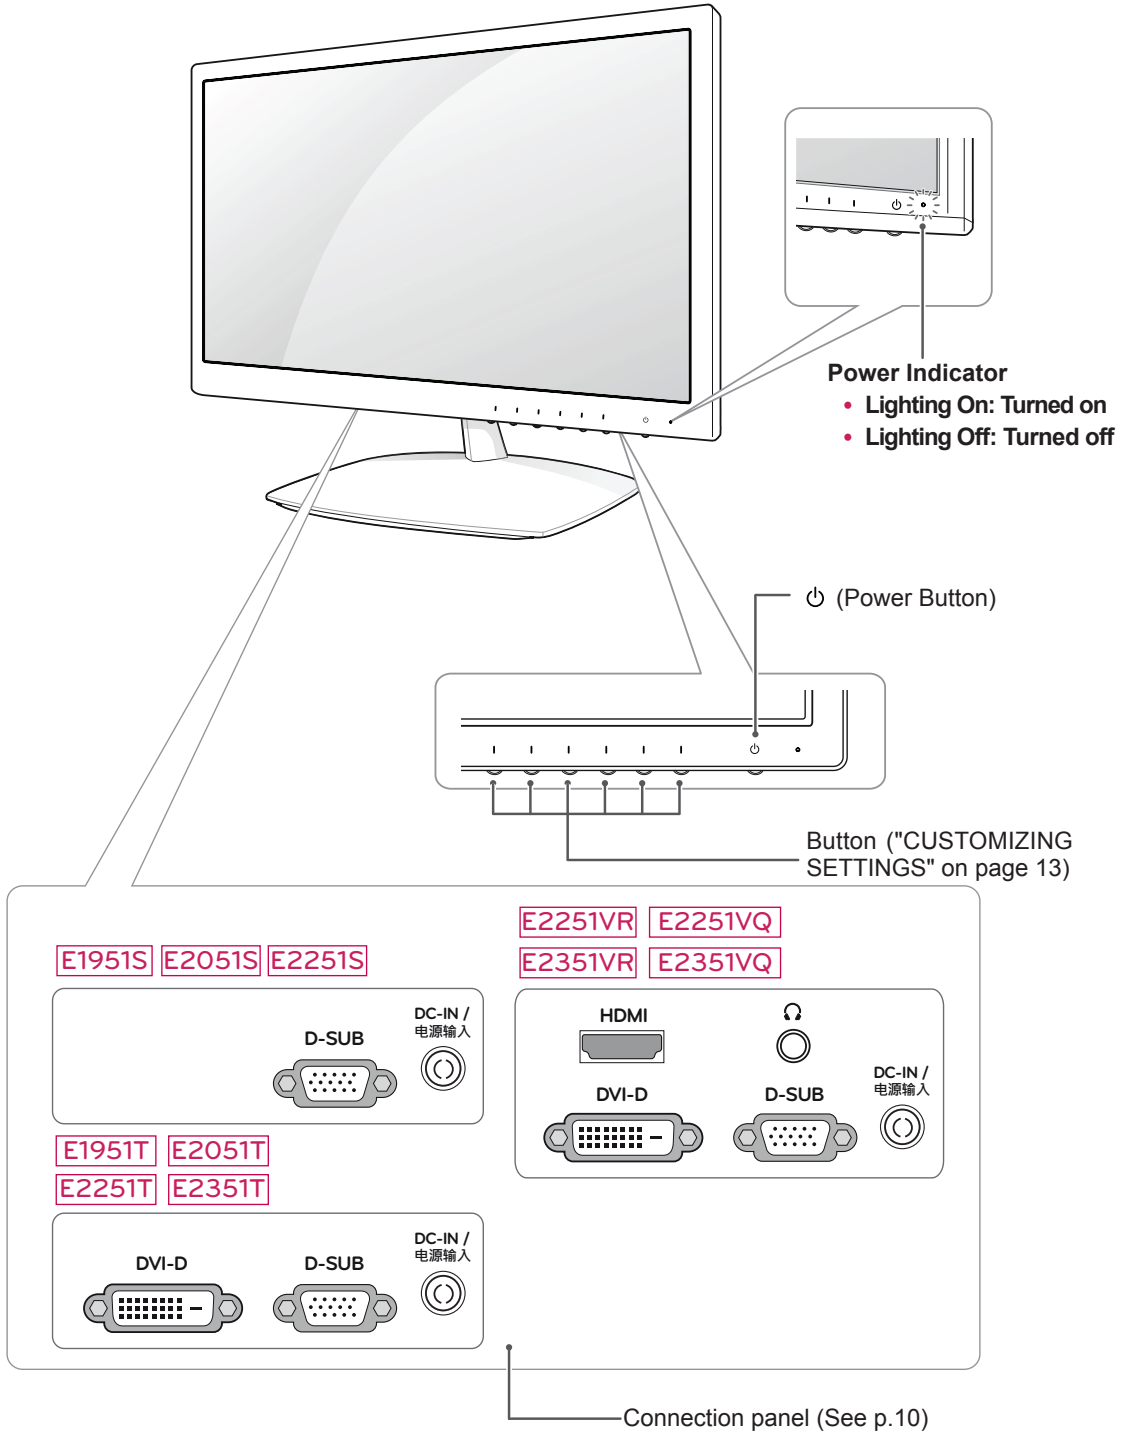 Power Indicator
• Lighting On: Turned on
• Lighting Off: Turned off
(Power Button)
Button ("CUSTOMIZING
SETTINGS" on page 13)
E1951S E2051S E2251S
D-SUB
DC-IN /
电源输入
E1951T E2051T
E2251T E2351T
DVI-D
D-SUB
DC-IN /
电源输入
E2251VR E2251VQ
E2351VR E2351VQ
HDMI
DVI-D
D-SUB
DC-IN /
电源输入
Connection panel (See p.10)